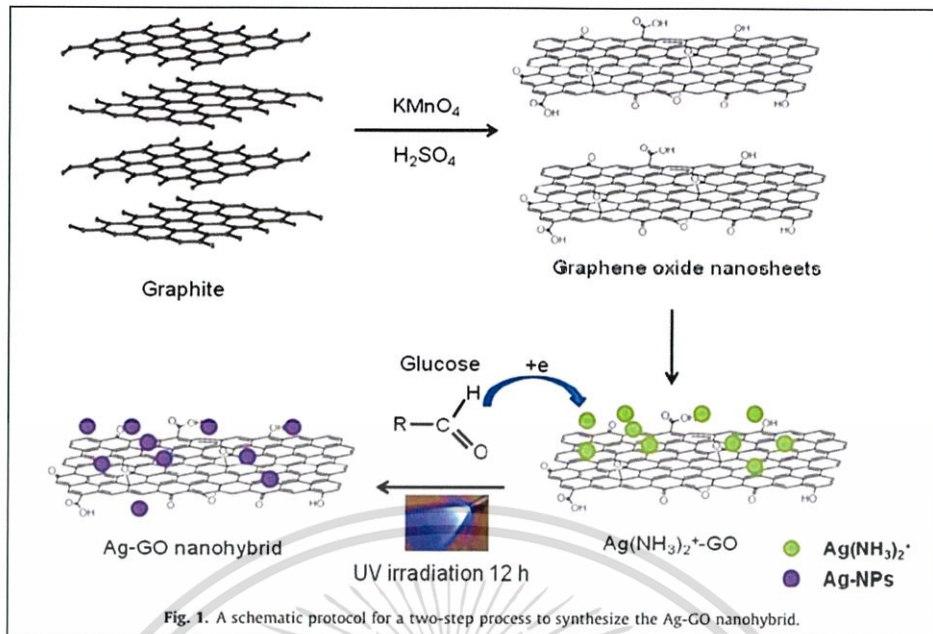 KMnO₄
H₂SO₄
Graphite
Graphene oxide nanosheets
Glucose
+e
H
R—C
O
Ag-GO nanohybrid
UV irradiation 12 h
Ag(NH₃)₂⁺-GO
Ag(NH₃)₂⁺
Ag-NPs
Fig. 1. A schematic protocol for a two-step process to synthesize the Ag-GO nanohybrid.